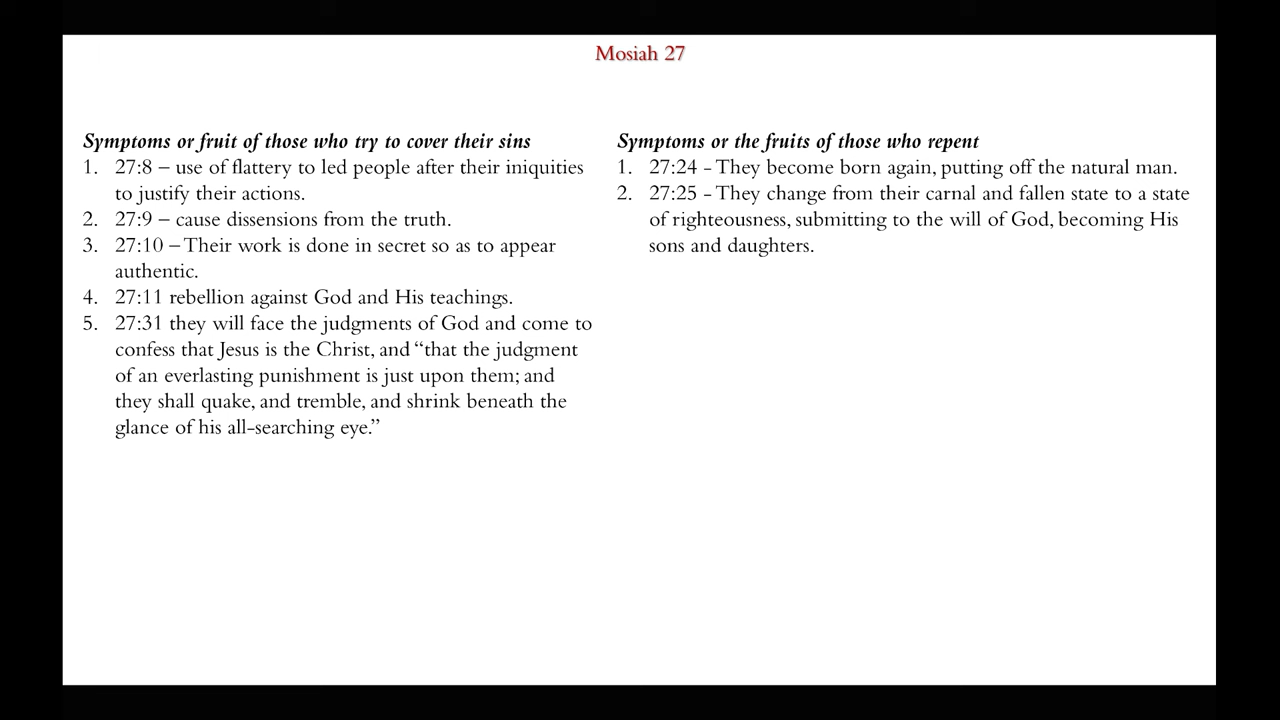 Mosiah 27
Symptoms or fruit of those who try to cover their sins
1. 27:8 – use of flattery to led people after their iniquities
to justify their actions.
2. 27:9 – cause dissensions from the truth.
3. 27:10 – Their work is done in secret so as to appear
authentic.
4. 27:11 rebellion against God and His teachings.
5. 27:31 they will face the judgments of God and come to
confess that Jesus is the Christ, and “that the judgment
of an everlasting punishment is just upon them; and
they shall quake, and tremble, and shrink beneath the
glance of his all-searching eye.”
Symptoms or the fruits of those who repent
1. 27:24 - They become born again, putting off the natural man.
2. 27:25 - They change from their carnal and fallen state to a state
of righteousness, submitting to the will of God, becoming His
sons and daughters.